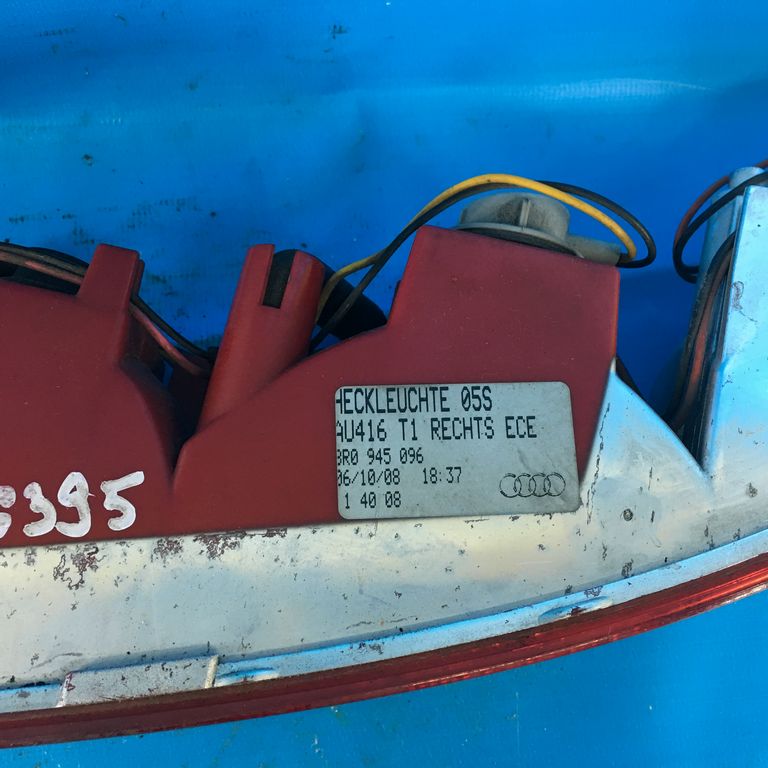 HECKLEUCHTE 05S
AU416 T1 RECHTS ECE
8R0 945 096
06/10/08 18:37
1 40 08
395